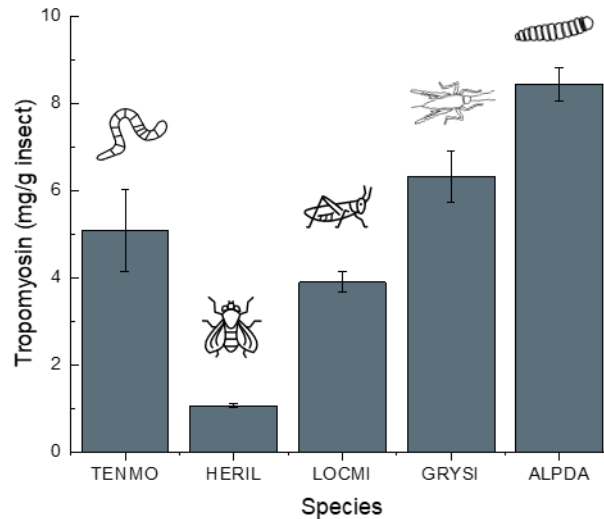 10
8
6
4
2
0
Tropomyosin (mg/g insect)
TENMO HERIL LOCMI GRYSI ALPDA
Species